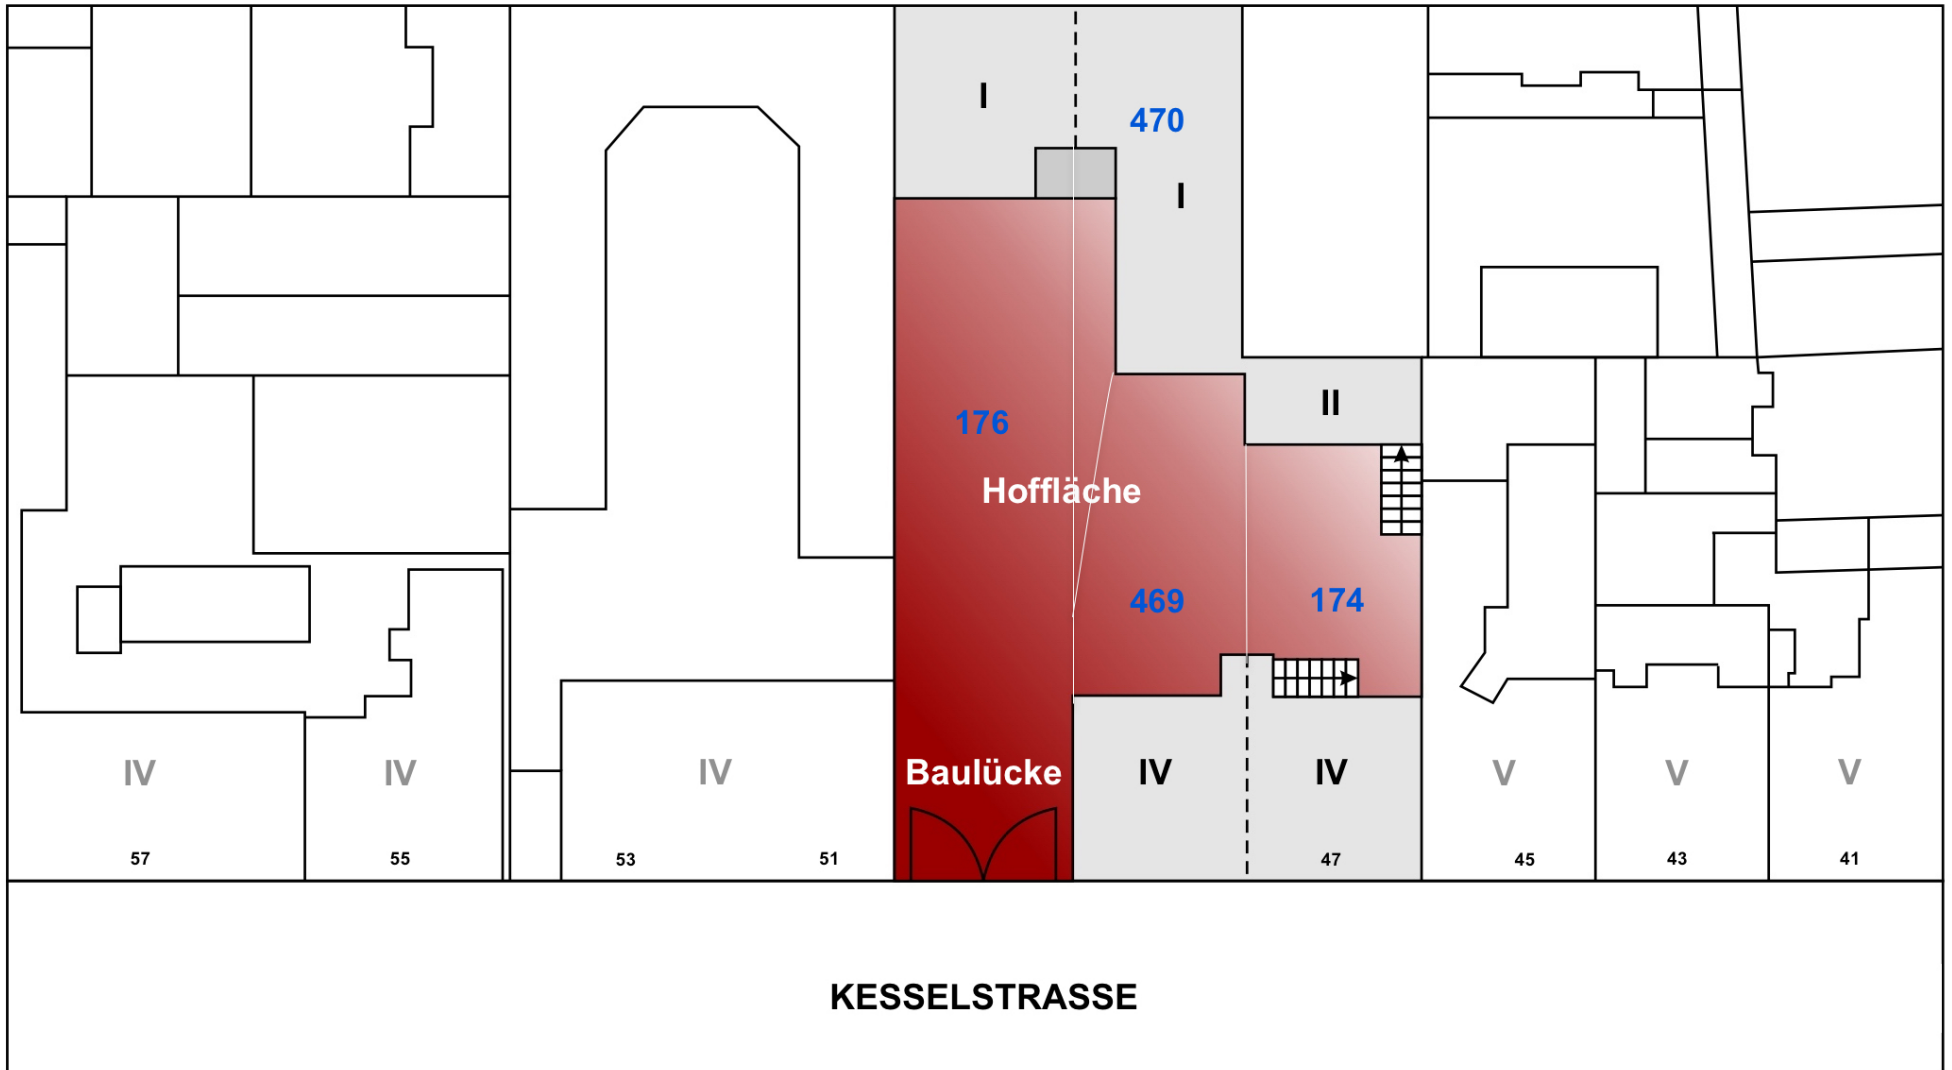 I
470
I
II
176
Hoffläche
469
174
IV
IV
IV
Baulücke
IV
IV
V
V
V
57
55
53
51
47
45
43
41
KESSELSTRASSE